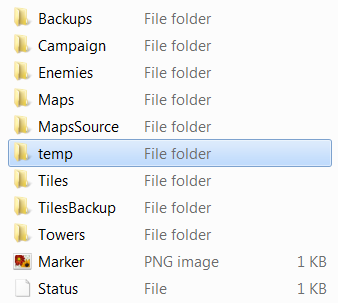 Backups File folder
Campaign File folder
Enemies File folder
Maps File folder
MapsSource File folder
temp File folder
Tiles File folder
TilesBackup File folder
Towers File folder
Marker PNG image 1 KB
Status File 1 KB